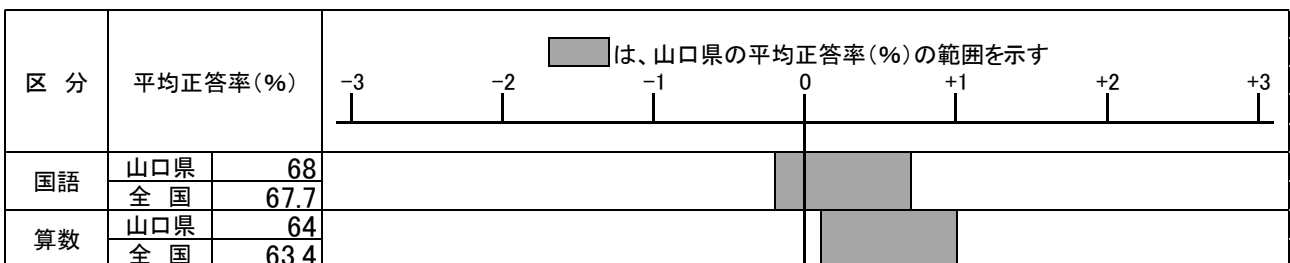 は、山口県の平均正答率(%)の範囲を示す
区 分 平均正答率(%) −3 −2 −1 0 +1 +2 +3
国語 山口県 68
全 国 67.7
算数 山口県 64
全 国 63.4